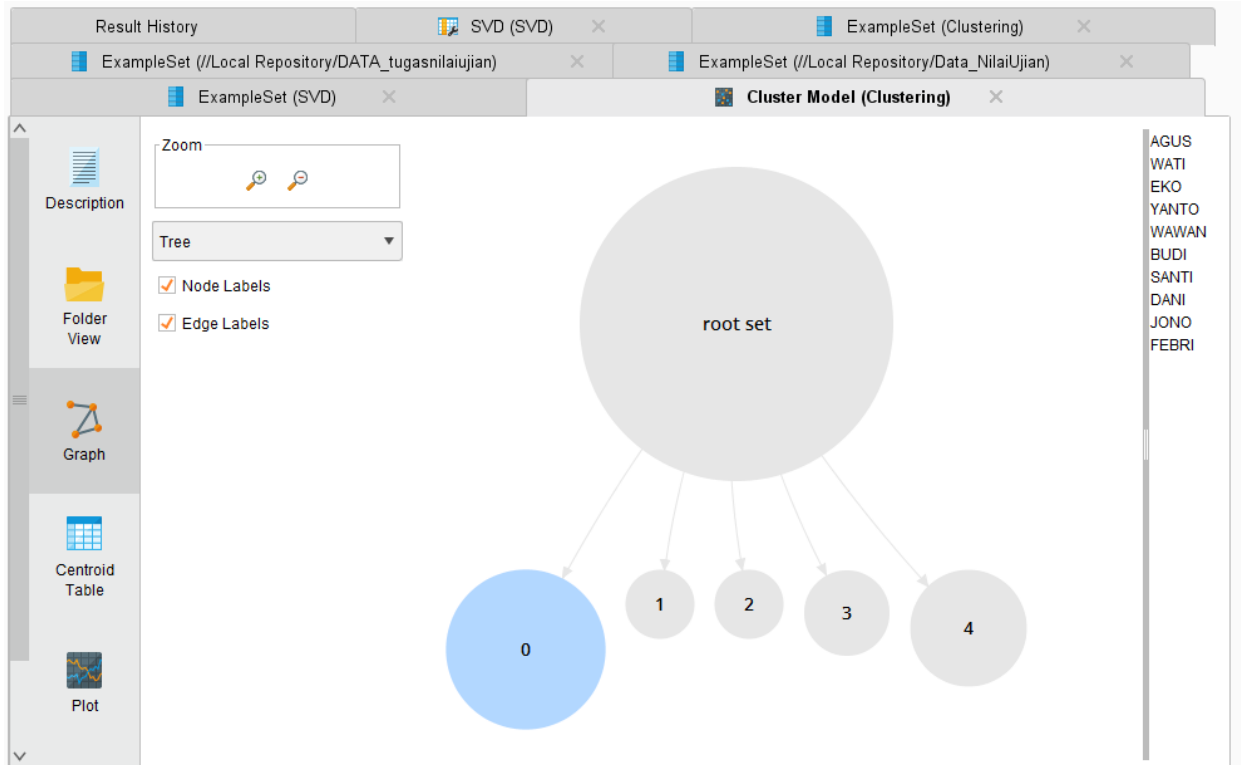 Result History
SVD (SVD)
ExampleSet (Clustering)
ExampleSet (//Local Repository/DATA_tugasnilaiujian)
ExampleSet (//Local Repository/Data_NilaiUjian)
ExampleSet (SVD)
Cluster Model (Clustering)
Description
Folder
View
Graph
Centroid
Table
Plot
Zoom
Tree
Node Labels
Edge Labels
root set
0
1
2
3
4
AGUS
WATI
EKO
YANTO
WAWAN
BUDI
SANTI
DANI
JONO
FEBRI